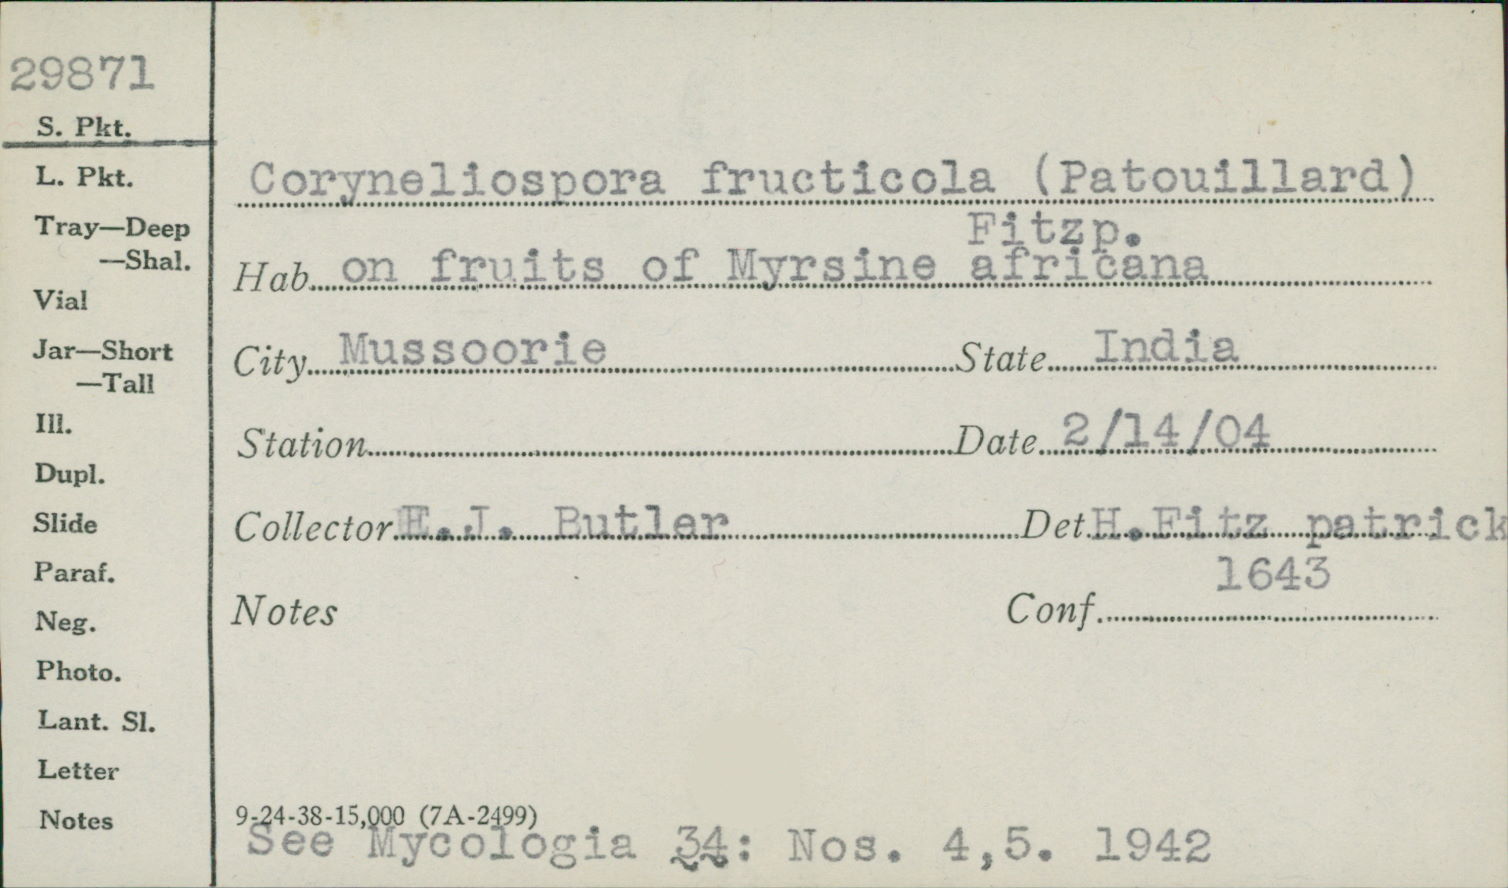 29871
S. Pkt.
L. Pkt.
Tray—Deep
—Shal.
Vial
Jar—Short
—Tall
Ill.
Dupl.
Slide
Paraf.
Neg.
Photo.
Lant. Sl.
Letter
Notes
Coryneliospora fructicola (Patouillard)
Fitzp.
Hab. on fruits of Myrsine africana
City Mussoorie State India
Station Date 2/14/04
Collector E.J. Butler Det H.Fitz patrick
1643
Notes Conf.
9-24-38-15,000 (7A-2499)
See Mycologia 34: Nos. 4,5. 1942